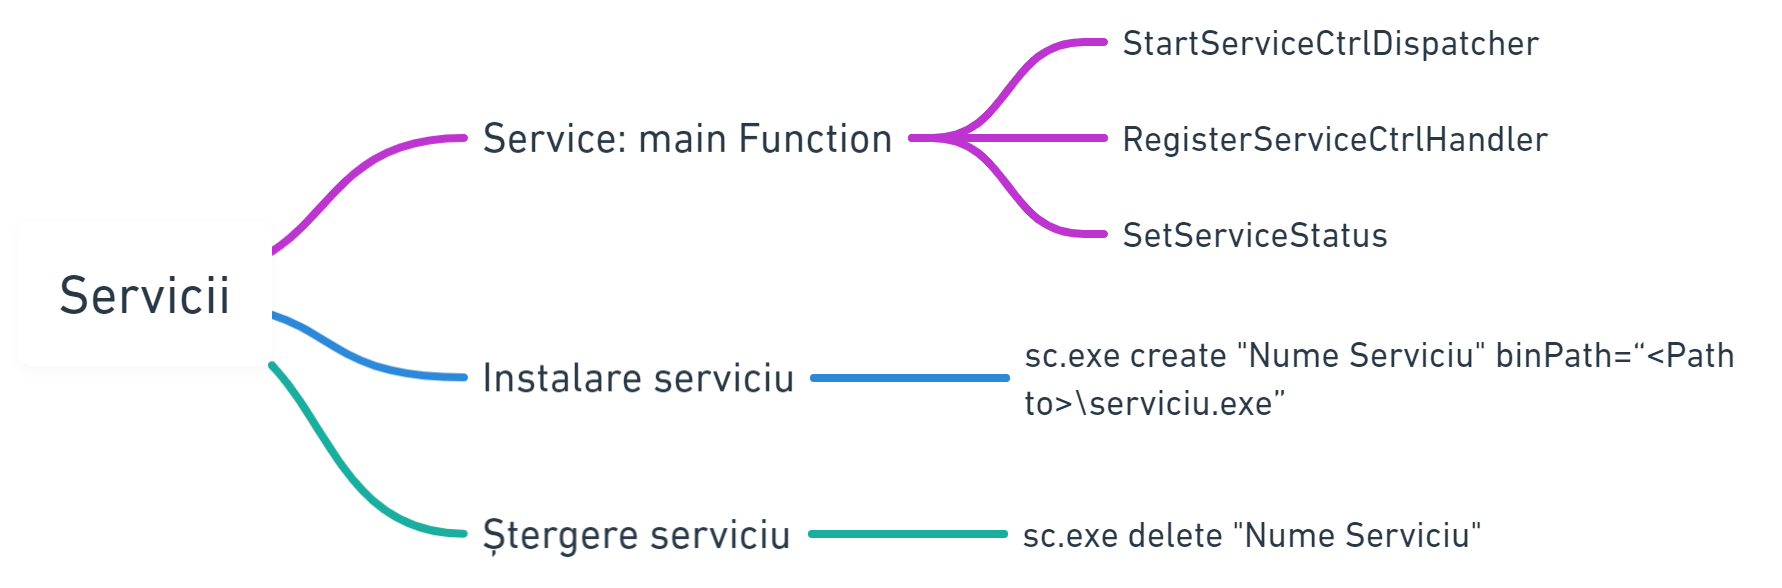 Servicii
Service: main Function
StartServiceCtrlDispatcher
RegisterServiceCtrlHandler
SetServiceStatus
Instalare serviciu
sc.exe create "Nume Serviciu" binPath=“<Path
to>\serviciu.exe”
Ștergere serviciu
sc.exe delete "Nume Serviciu"